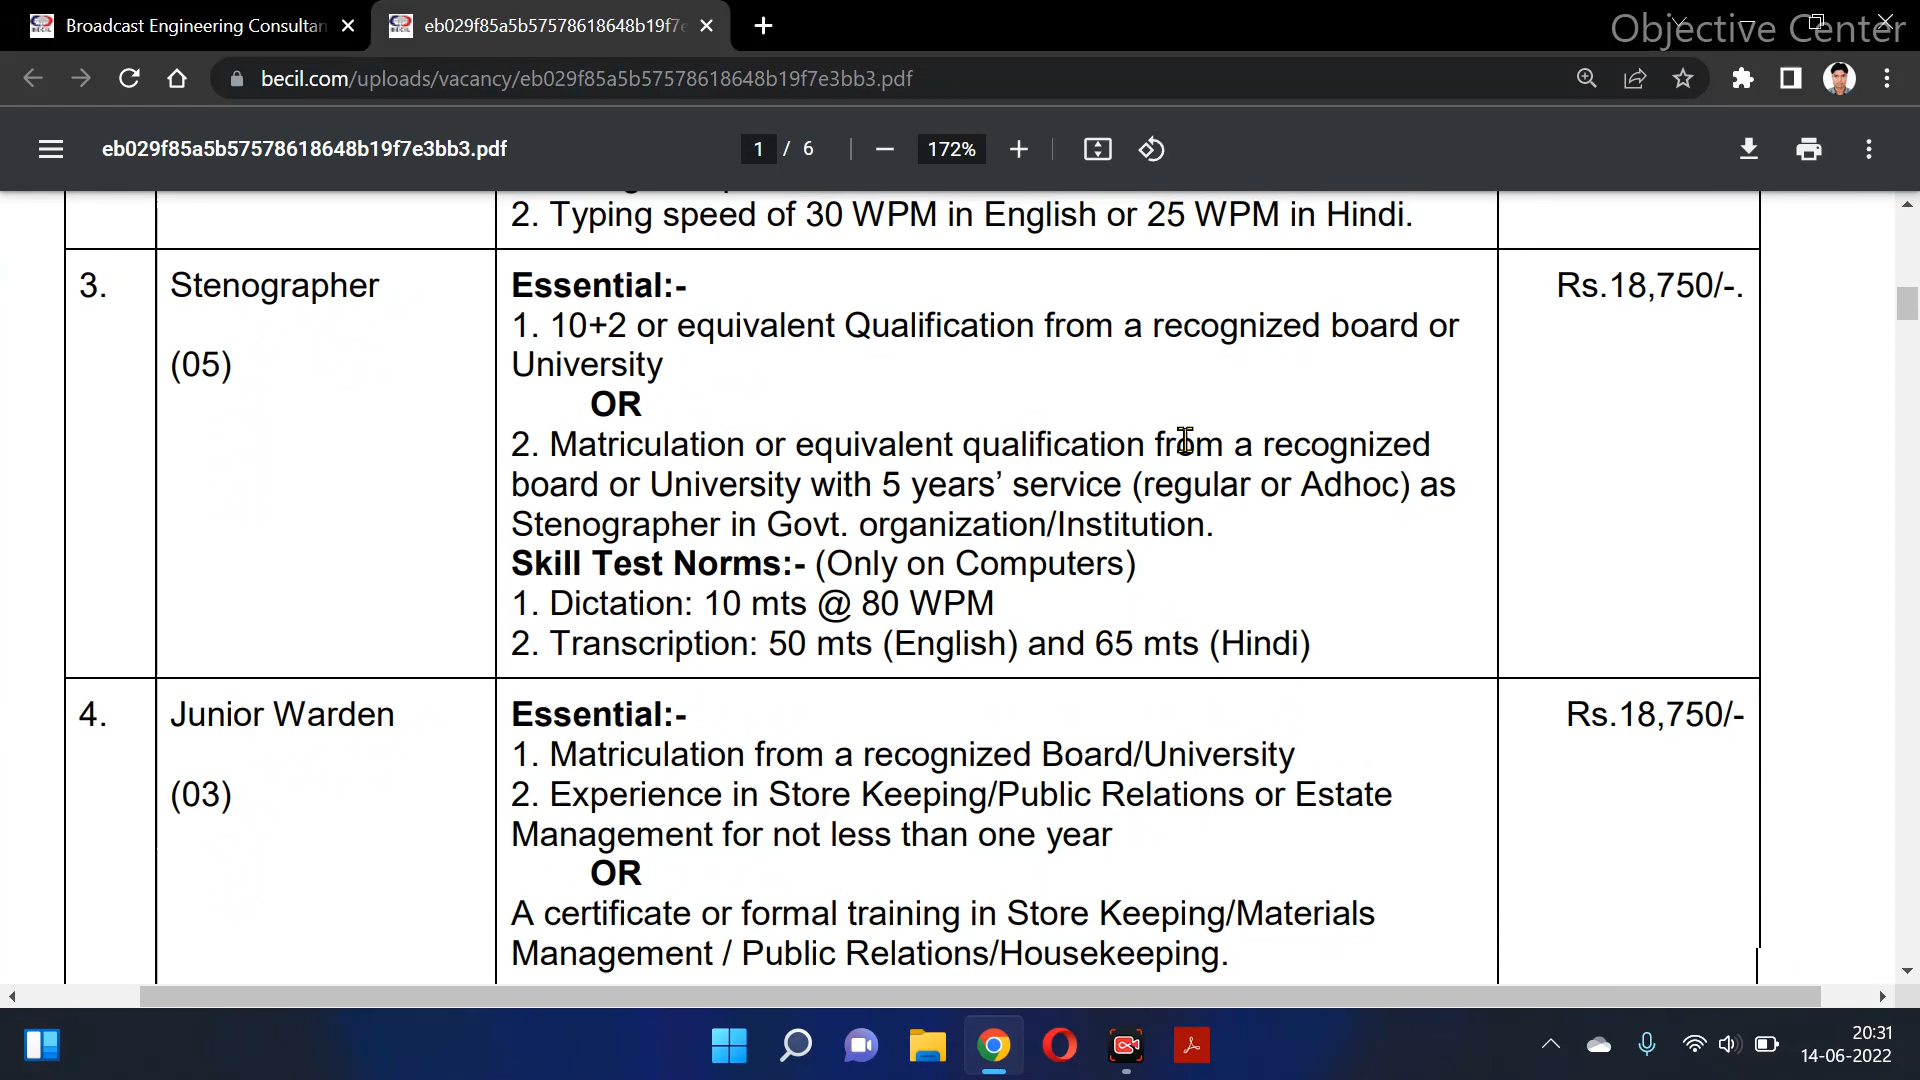 Broadcast Engineering Consultan
eb029f85a5b57578618648b19f7e
Objective Center
becil.com/uploads/vacancy/eb029f85a5b57578618648b19f7e3bb3.pdf
eb029f85a5b57578618648b19f7e3bb3.pdf
1 / 6
172%
2. Typing speed of 30 WPM in English or 25 WPM in Hindi.
3.
Stenographer
(05)
Essential:-
1. 10+2 or equivalent Qualification from a recognized board or
University
OR
2. Matriculation or equivalent qualification from a recognized
board or University with 5 years’ service (regular or Adhoc) as
Stenographer in Govt. organization/Institution.
Skill Test Norms:- (Only on Computers)
1. Dictation: 10 mts @ 80 WPM
2. Transcription: 50 mts (English) and 65 mts (Hindi)
Rs.18,750/-.
4.
Junior Warden
(03)
Essential:-
1. Matriculation from a recognized Board/University
2. Experience in Store Keeping/Public Relations or Estate
Management for not less than one year
OR
A certificate or formal training in Store Keeping/Materials
Management / Public Relations/Housekeeping.
Rs.18,750/-
20:31
14-06-2022